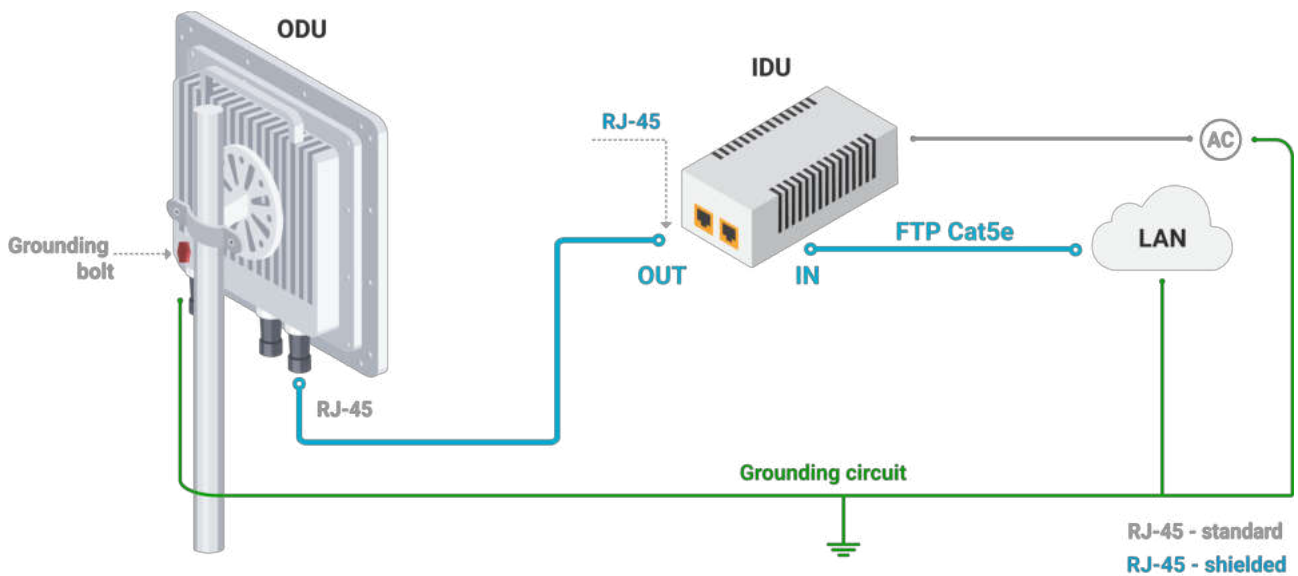 ODU
IDU
RJ-45
AC
Grounding
bolt
FTP Cat5e
LAN
OUT
IN
RJ-45
Grounding circuit
RJ-45 - standard
RJ-45 - shielded